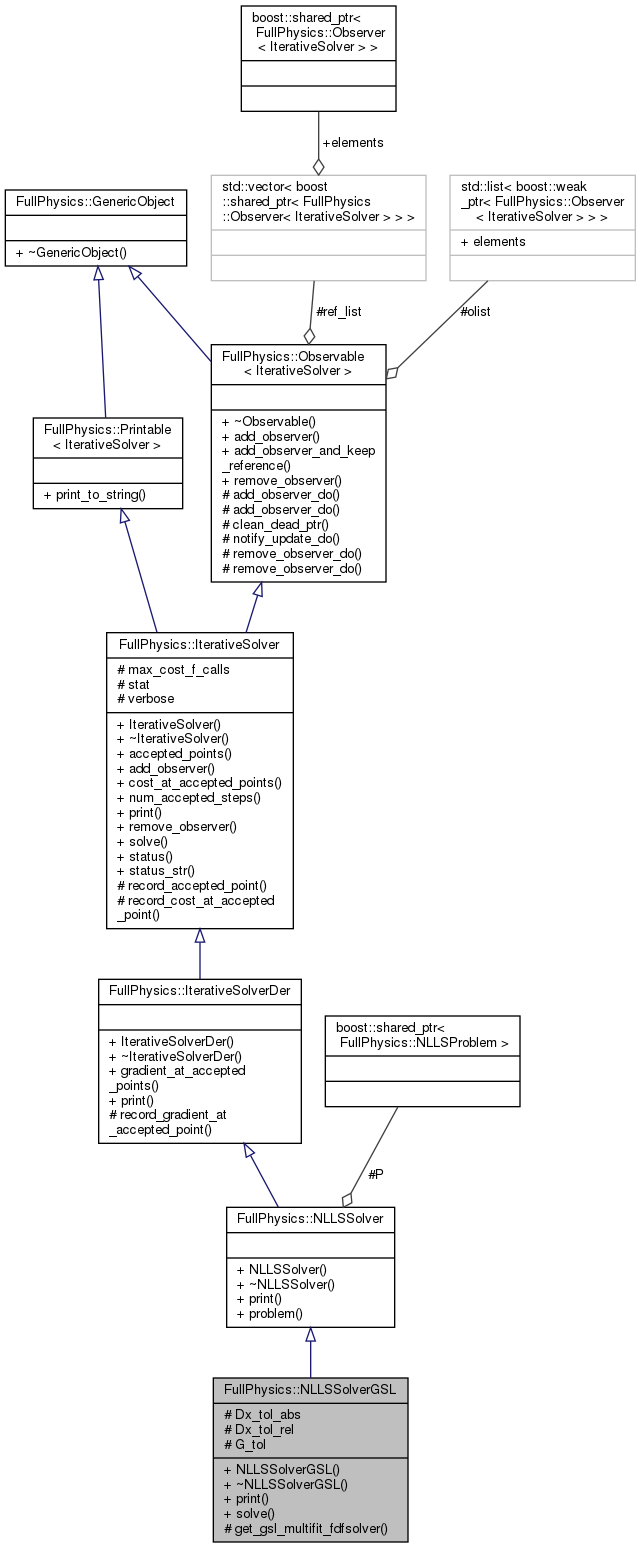 boost::shared_ptr<
FullPhysics::Observer
< IterativeSolver > >
+elements
std::vector< boost
::shared_ptr< FullPhysics
::Observer< IterativeSolver > > >
std::list< boost::weak
_ptr< FullPhysics::Observer
< IterativeSolver > > >
+ elements
FullPhysics::GenericObject
+ ~GenericObject()
#ref_list
#olist
FullPhysics::Observable
< IterativeSolver >
+ ~Observable()
+ add_observer()
+ add_observer_and_keep
_reference()
+ remove_observer()
# add_observer_do()
# add_observer_do()
# clean_dead_ptr()
# notify_update_do()
# remove_observer_do()
# remove_observer_do()
FullPhysics::Printable
< IterativeSolver >
+ print_to_string()
FullPhysics::IterativeSolver
# max_cost_f_calls
# stat
# verbose
+ IterativeSolver()
+ ~IterativeSolver()
+ accepted_points()
+ add_observer()
+ cost_at_accepted_points()
+ num_accepted_steps()
+ print()
+ remove_observer()
+ solve()
+ status()
+ status_str()
# record_accepted_point()
# record_cost_at_accepted
_point()
FullPhysics::IterativeSolverDer
+ IterativeSolverDer()
+ ~IterativeSolverDer()
+ gradient_at_accepted
_points()
+ print()
# record_gradient_at
_accepted_point()
boost::shared_ptr<
FullPhysics::NLLSProblem >
#P
FullPhysics::NLLSSolver
+ NLLSSolver()
+ ~NLLSSolver()
+ print()
+ problem()
FullPhysics::NLLSSolverGSL
# Dx_tol_abs
# Dx_tol_rel
# G_tol
+ NLLSSolverGSL()
+ ~NLLSSolverGSL()
+ print()
+ solve()
# get_gsl_multifit_fdfsolver()